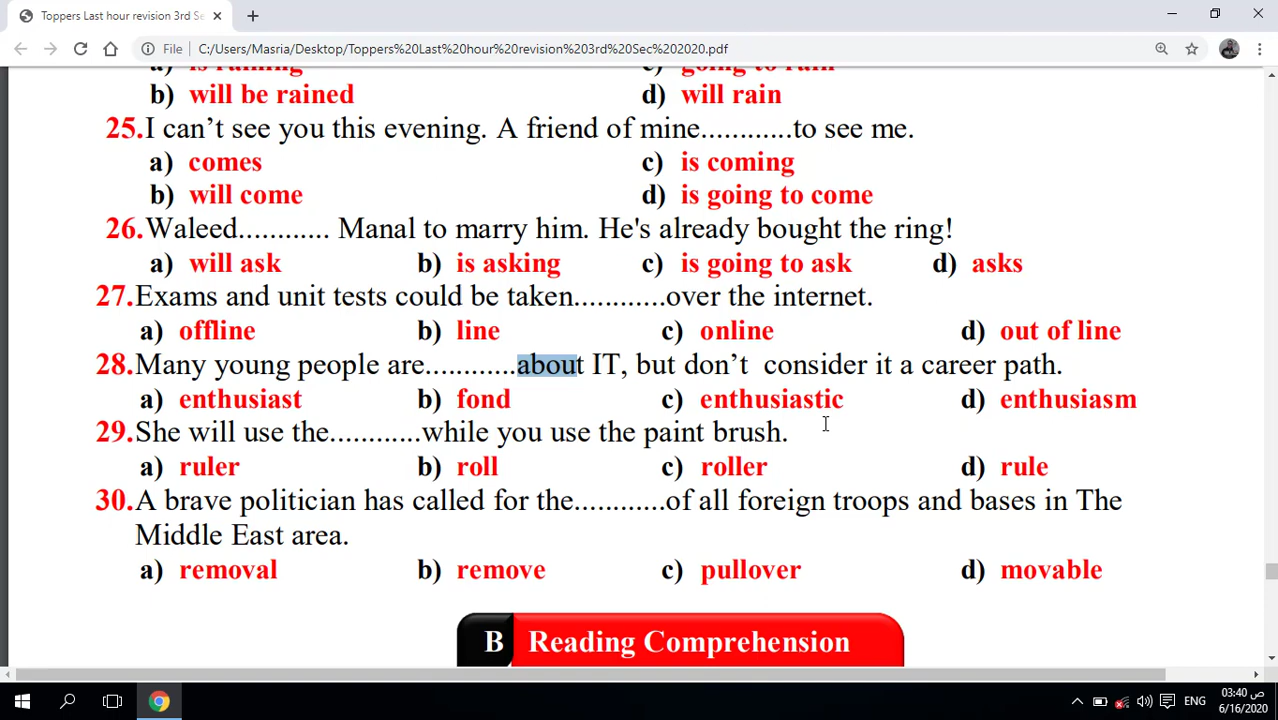 Toppers Last hour revision 3rd Se
File C:/Users/Masria/Desktop/Toppers%20Last%20hour%20revision%203rd%20Sec%202020.pdf
a) is raining c) going to rain
b) will be rained d) will rain
25.I can’t see you this evening. A friend of mine............to see me.
a) comes c) is coming
b) will come d) is going to come
26.Waleed............ Manal to marry him. He's already bought the ring!
a) will ask b) is asking c) is going to ask d) asks
27.Exams and unit tests could be taken............over the internet.
a) offline b) line c) online d) out of line
28.Many young people are............about IT, but don’t consider it a career path.
a) enthusiast b) fond c) enthusiastic d) enthusiasm
29.She will use the............while you use the paint brush.
a) ruler b) roll c) roller d) rule
30.A brave politician has called for the............of all foreign troops and bases in The
Middle East area.
a) removal b) remove c) pullover d) movable
B Reading Comprehension
ENG 03:40 ص
6/16/2020